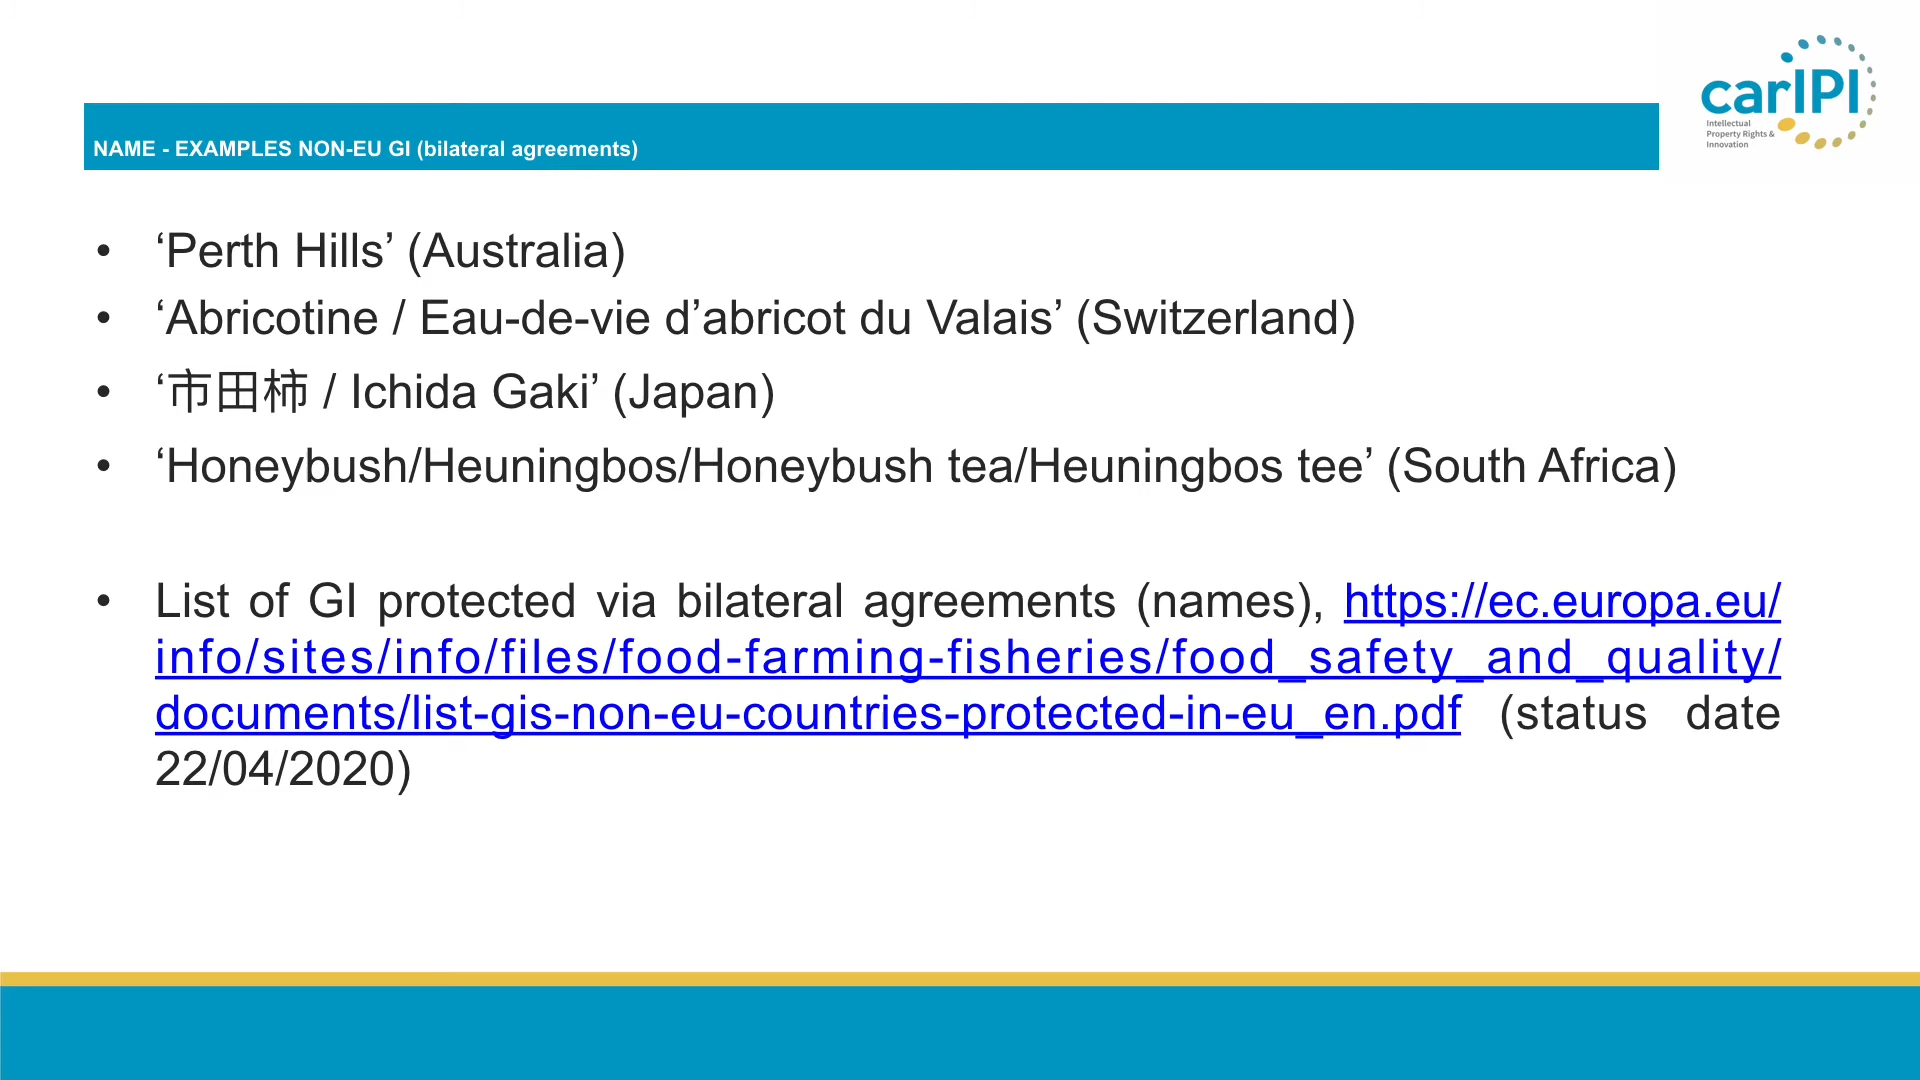 carIPI
Intellectual
Property Rights &
Innovation
NAME - EXAMPLES NON-EU GI (bilateral agreements)
• ‘Perth Hills’ (Australia)
• ‘Abricotine / Eau-de-vie d’abricot du Valais’ (Switzerland)
• ‘市田柿 / Ichida Gaki’ (Japan)
• ‘Honeybush/Heuningbos/Honeybush tea/Heuningbos tee’ (South Africa)
• List of GI protected via bilateral agreements (names), https://ec.europa.eu/
info/sites/info/files/food-farming-fisheries/food_safety_and_quality/
documents/list-gis-non-eu-countries-protected-in-eu_en.pdf (status date
22/04/2020)